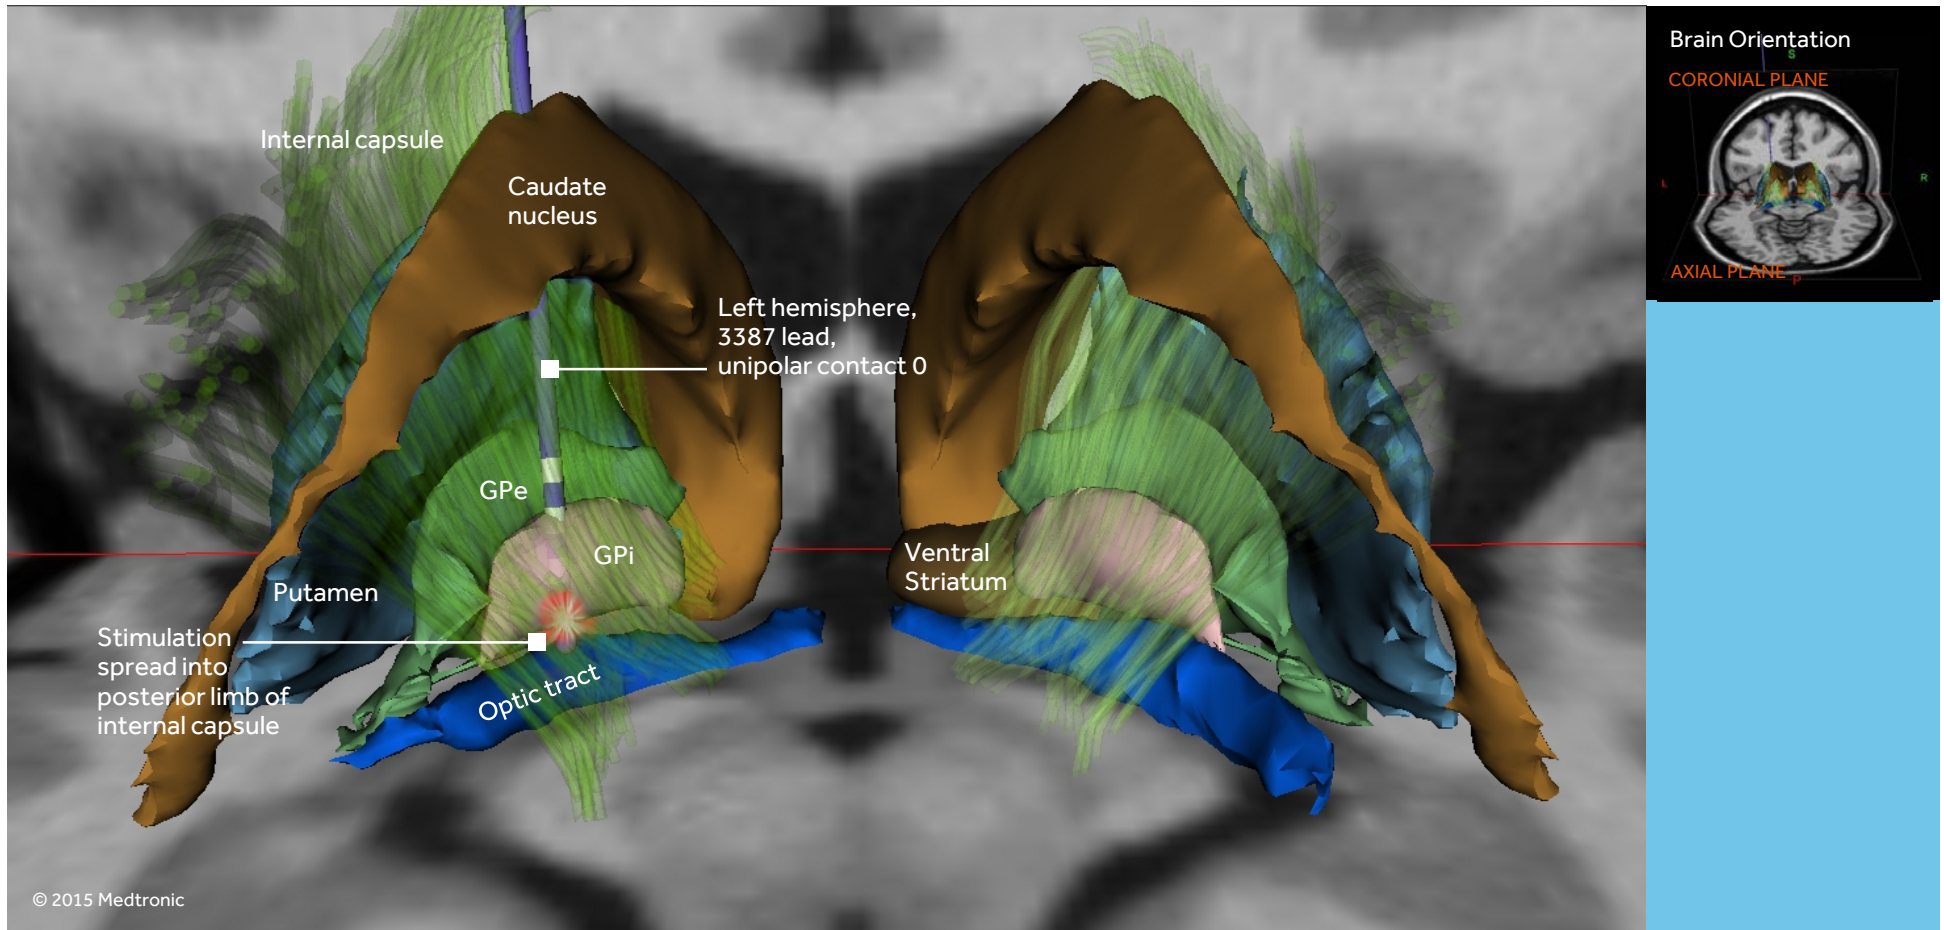 Brain Orientation
S
CORONIAL PLANE
L
R
AXIAL PLANE
P
Internal capsule
Caudate
nucleus
Left hemisphere,
3387 lead,
unipolar contact 0
GPe
GPi
Putamen
Ventral
Striatum
Stimulation
spread into
posterior limb of
internal capsule
Optic tract
© 2015 Medtronic